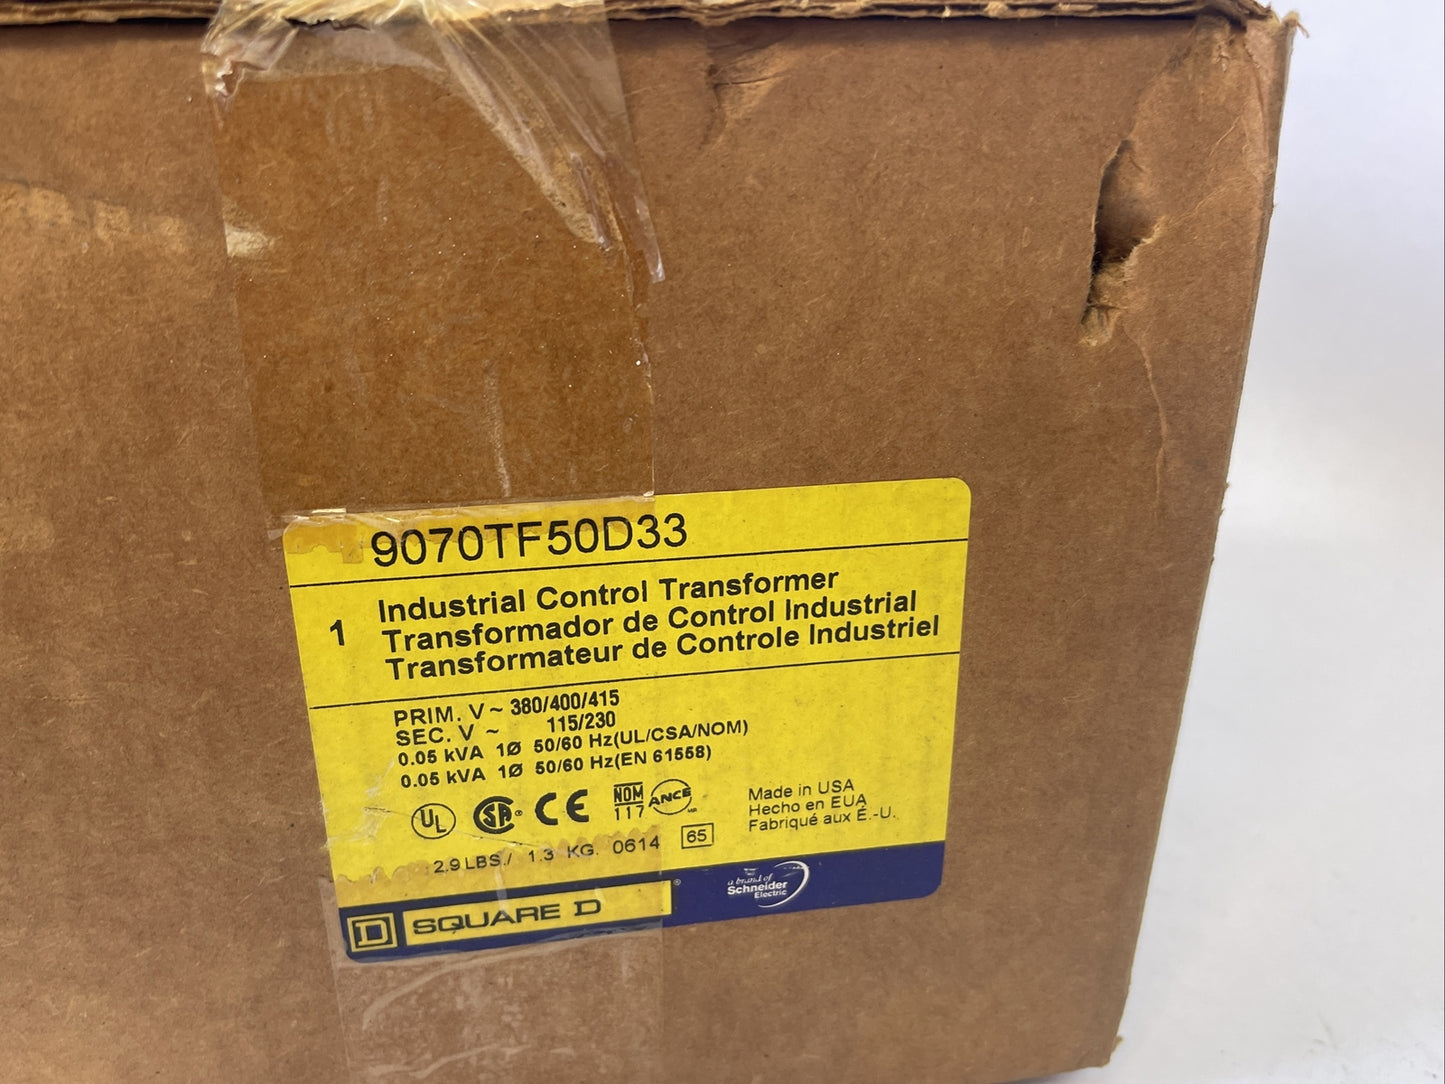 9070TF50D33
1
Industrial Control Transformer
Transformador de Control Industrial
Transformateur de Controle Industriel
PRIM. V ~ 380/400/415
SEC. V ~ 115/230
0.05 kVA 1Ø 50/60 Hz(UL/CSA/NOM)
0.05 kVA 1Ø 50/60 Hz(EN 61558)
UL SA ® CE NOM 117 ANCE MR
Made in USA
Hecho en EUA
Fabriqué aux É.-U.
2.9 LBS./ 1.3 KG. 0614 65
D SQUARE D ®
a brand of
Schneider
Electric